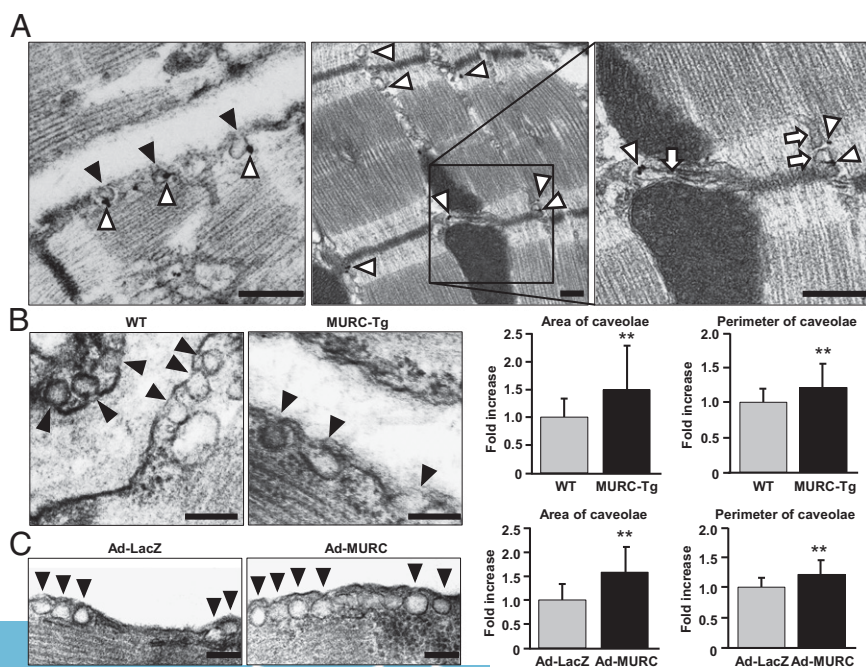 A
B
WT
MURC-Tg
Area of caveolae
Fold increase
2.5
2.0
1.5
1.0
0.5
0
**
WT
MURC-Tg
Perimeter of caveolae
Fold increase
2.5
2.0
1.5
1.0
0.5
0
**
WT
MURC-Tg
C
Ad-LacZ
Ad-MURC
Area of caveolae
Fold increase
2.5
2.0
1.5
1.0
0.5
0
**
Ad-LacZ
Ad-MURC
Perimeter of caveolae
Fold increase
2.5
2.0
1.5
1.0
0.5
0
**
Ad-LacZ
Ad-MURC